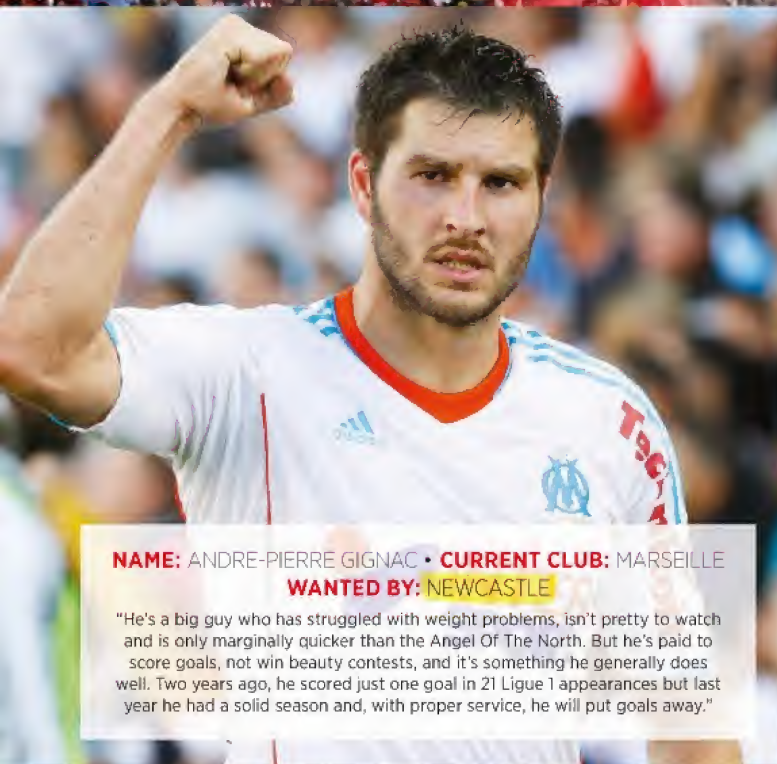 adidas
NAME: ANDRE-PIERRE GIGNAC • CURRENT CLUB: MARSEILLE
WANTED BY: NEWCASTLE
"He's a big guy who has struggled with weight problems, isn't pretty to watch
and is only marginally quicker than the Angel Of The North. But he's paid to
score goals, not win beauty contests, and it's something he generally does
well. Two years ago, he scored just one goal in 21 Ligue 1 appearances but last
year he had a solid season and, with proper service, he will put goals away."